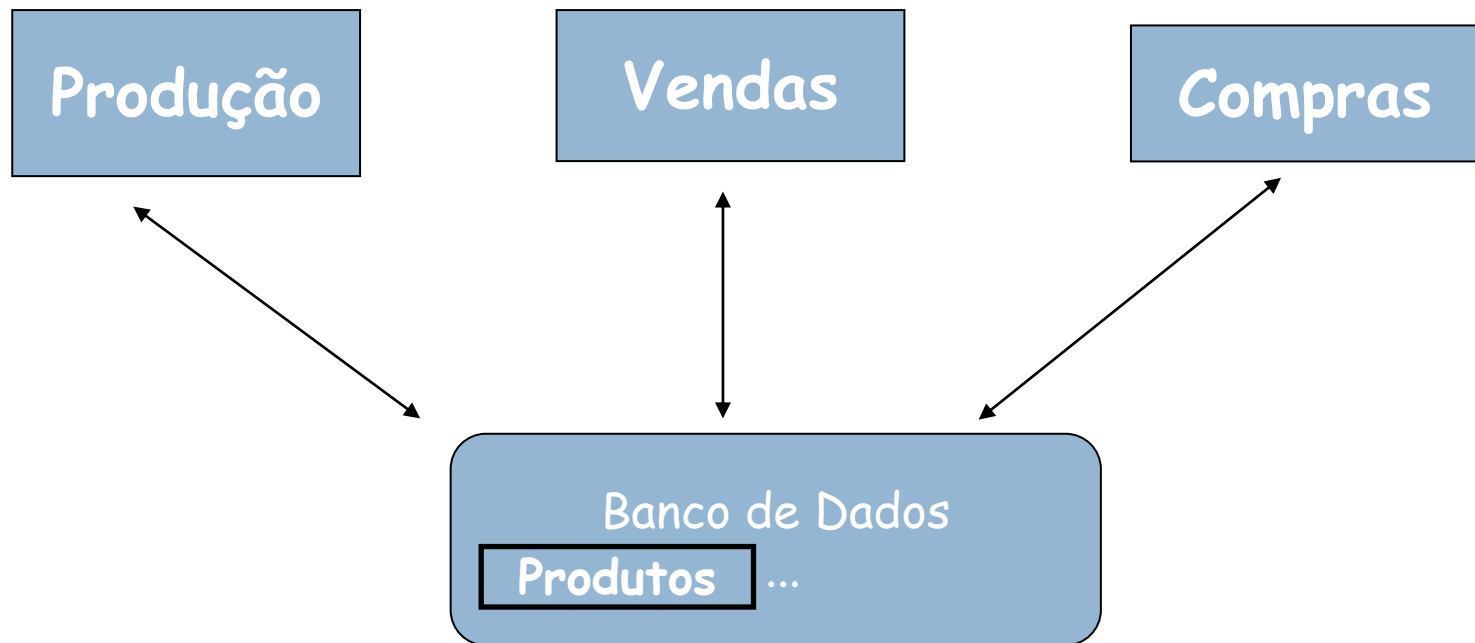 Produção
Vendas
Compras
Banco de Dados
Produtos ...